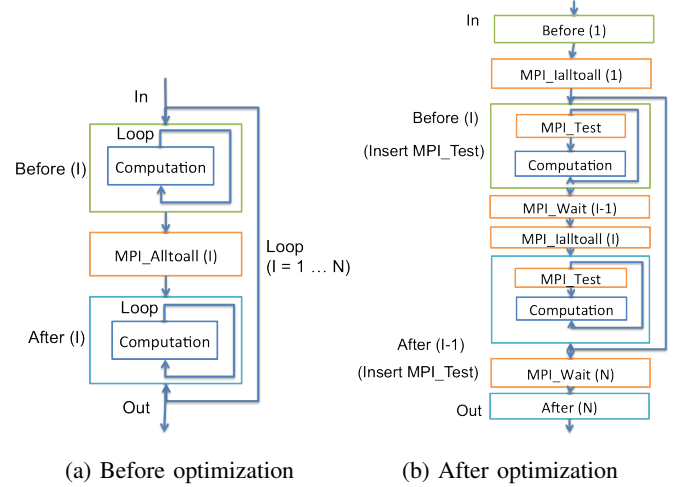 In
Loop
Computation
Before (I)
MPI_Alltoall (I)
Loop
(I = 1 ... N)
Loop
Computation
After (I)
Out
(a) Before optimization
In
Before (1)
MPI_Ialltoall (1)
Before (I)
(Insert MPI_Test)
MPI_Test
Computation
MPI_Wait (I-1)
MPI_Ialltoall (I)
MPI_Test
Computation
After (I-1)
(Insert MPI_Test)
MPI_Wait (N)
Out
After (N)
(b) After optimization